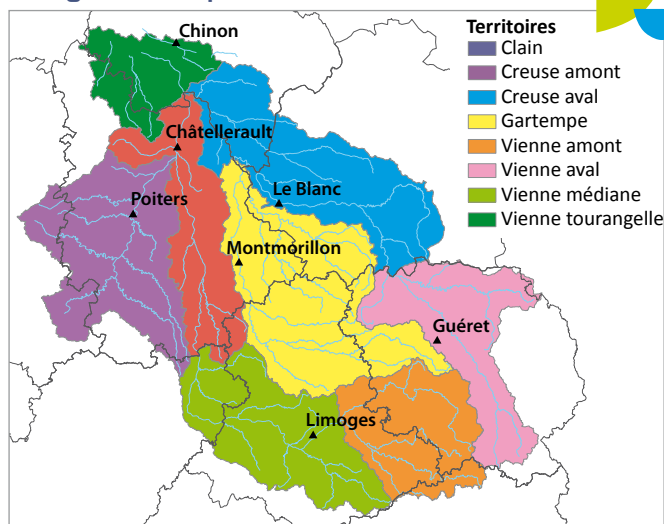 Chinon
Châtellerault
Poitiers
Le Blanc
Montmorillon
Guéret
Limoges
Territoires
Clain
Creuse amont
Creuse aval
Gartempe
Vienne amont
Vienne aval
Vienne médiane
Vienne tourangelle